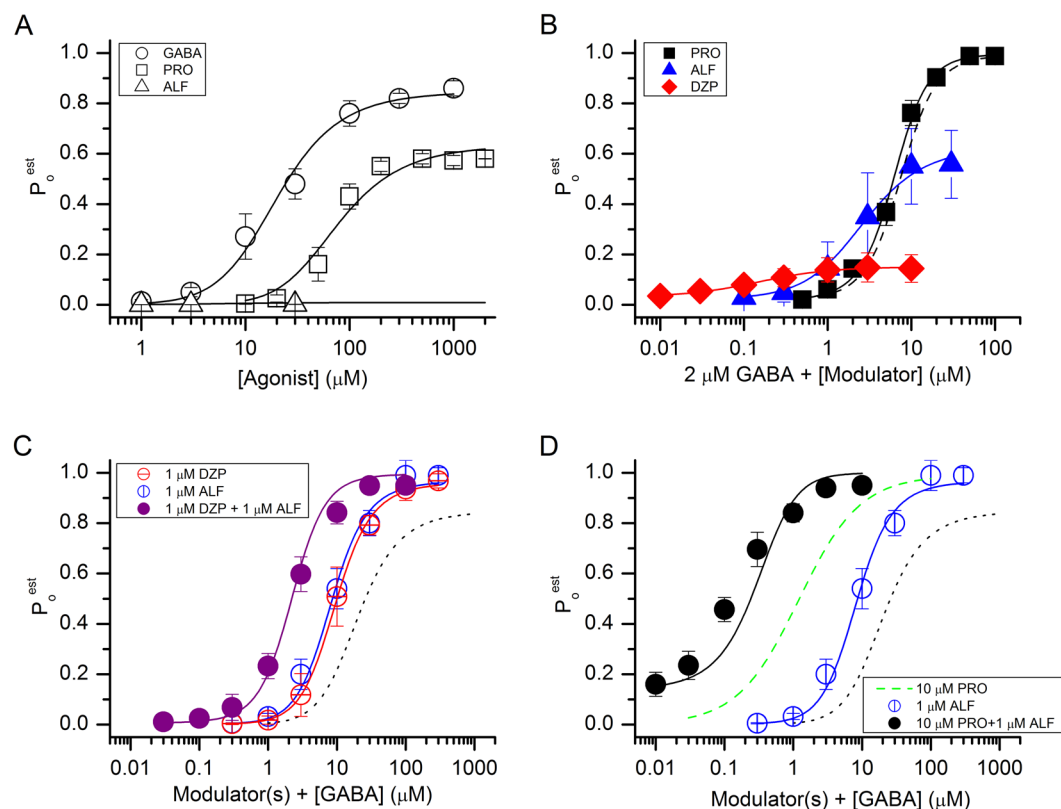 A
GABA
PRO
ALF
1.0
0.8
0.6
0.4
0.2
0.0
P_o^est
1 10 100 1000
[Agonist] (μM)
B
PRO
ALF
DZP
1.0
0.8
0.6
0.4
0.2
0.0
P_o^est
0.01 0.1 1 10 100
2 μM GABA + [Modulator] (μM)
C
1 μM DZP
1 μM ALF
1 μM DZP + 1 μM ALF
1.0
0.8
0.6
0.4
0.2
0.0
P_o^est
0.01 0.1 1 10 100 1000
Modulator(s) + [GABA] (μM)
D
1.0
0.8
0.6
0.4
0.2
0.0
P_o^est
10 μM PRO
1 μM ALF
10 μM PRO+1 μM ALF
0.01 0.1 1 10 100 1000
Modulator(s) + [GABA] (μM)